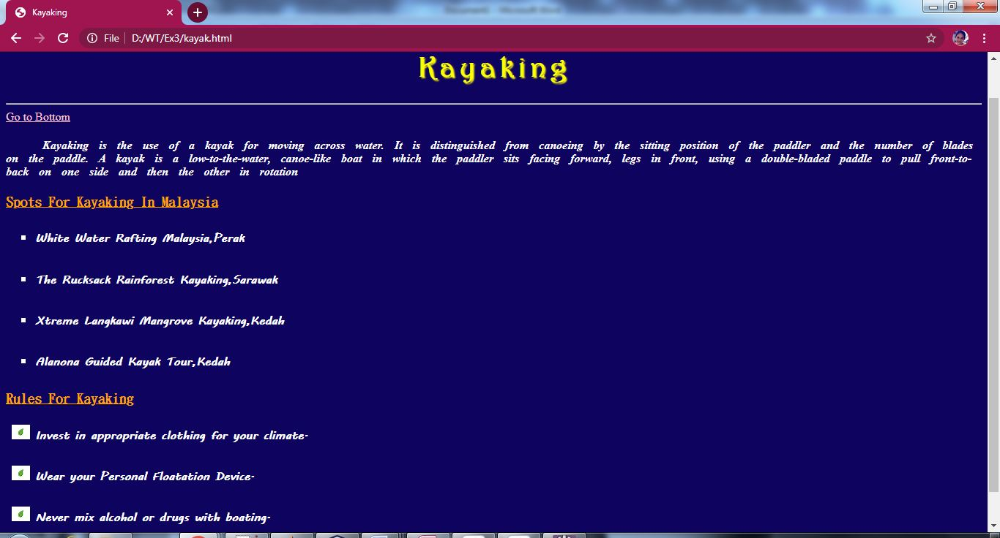 Kayaking
File
D:/WT/Ex3/kayak.html
Kayaking
Go to Bottom
Kayaking is the use of a kayak for moving across water. It is distinguished from canoeing by the sitting position of the paddler and the number of blades
on the paddle. A kayak is a low-to-the-water, canoe-like boat in which the paddler sits facing forward, legs in front, using a double-bladed paddle to pull front-to-
back on one side and then the other in rotation
Spots For Kayaking In Malaysia
White Water Rafting Malaysia,Perak
The Rucksack Rainforest Kayaking,Sarawak
Xtreme Langkawi Mangrove Kayaking,Kedah
Alanona Guided Kayak Tour,Kedah
Rules For Kayaking
Invest in appropriate clothing for your climate.
Wear your Personal Floatation Device.
Never mix alcohol or drugs with boating.